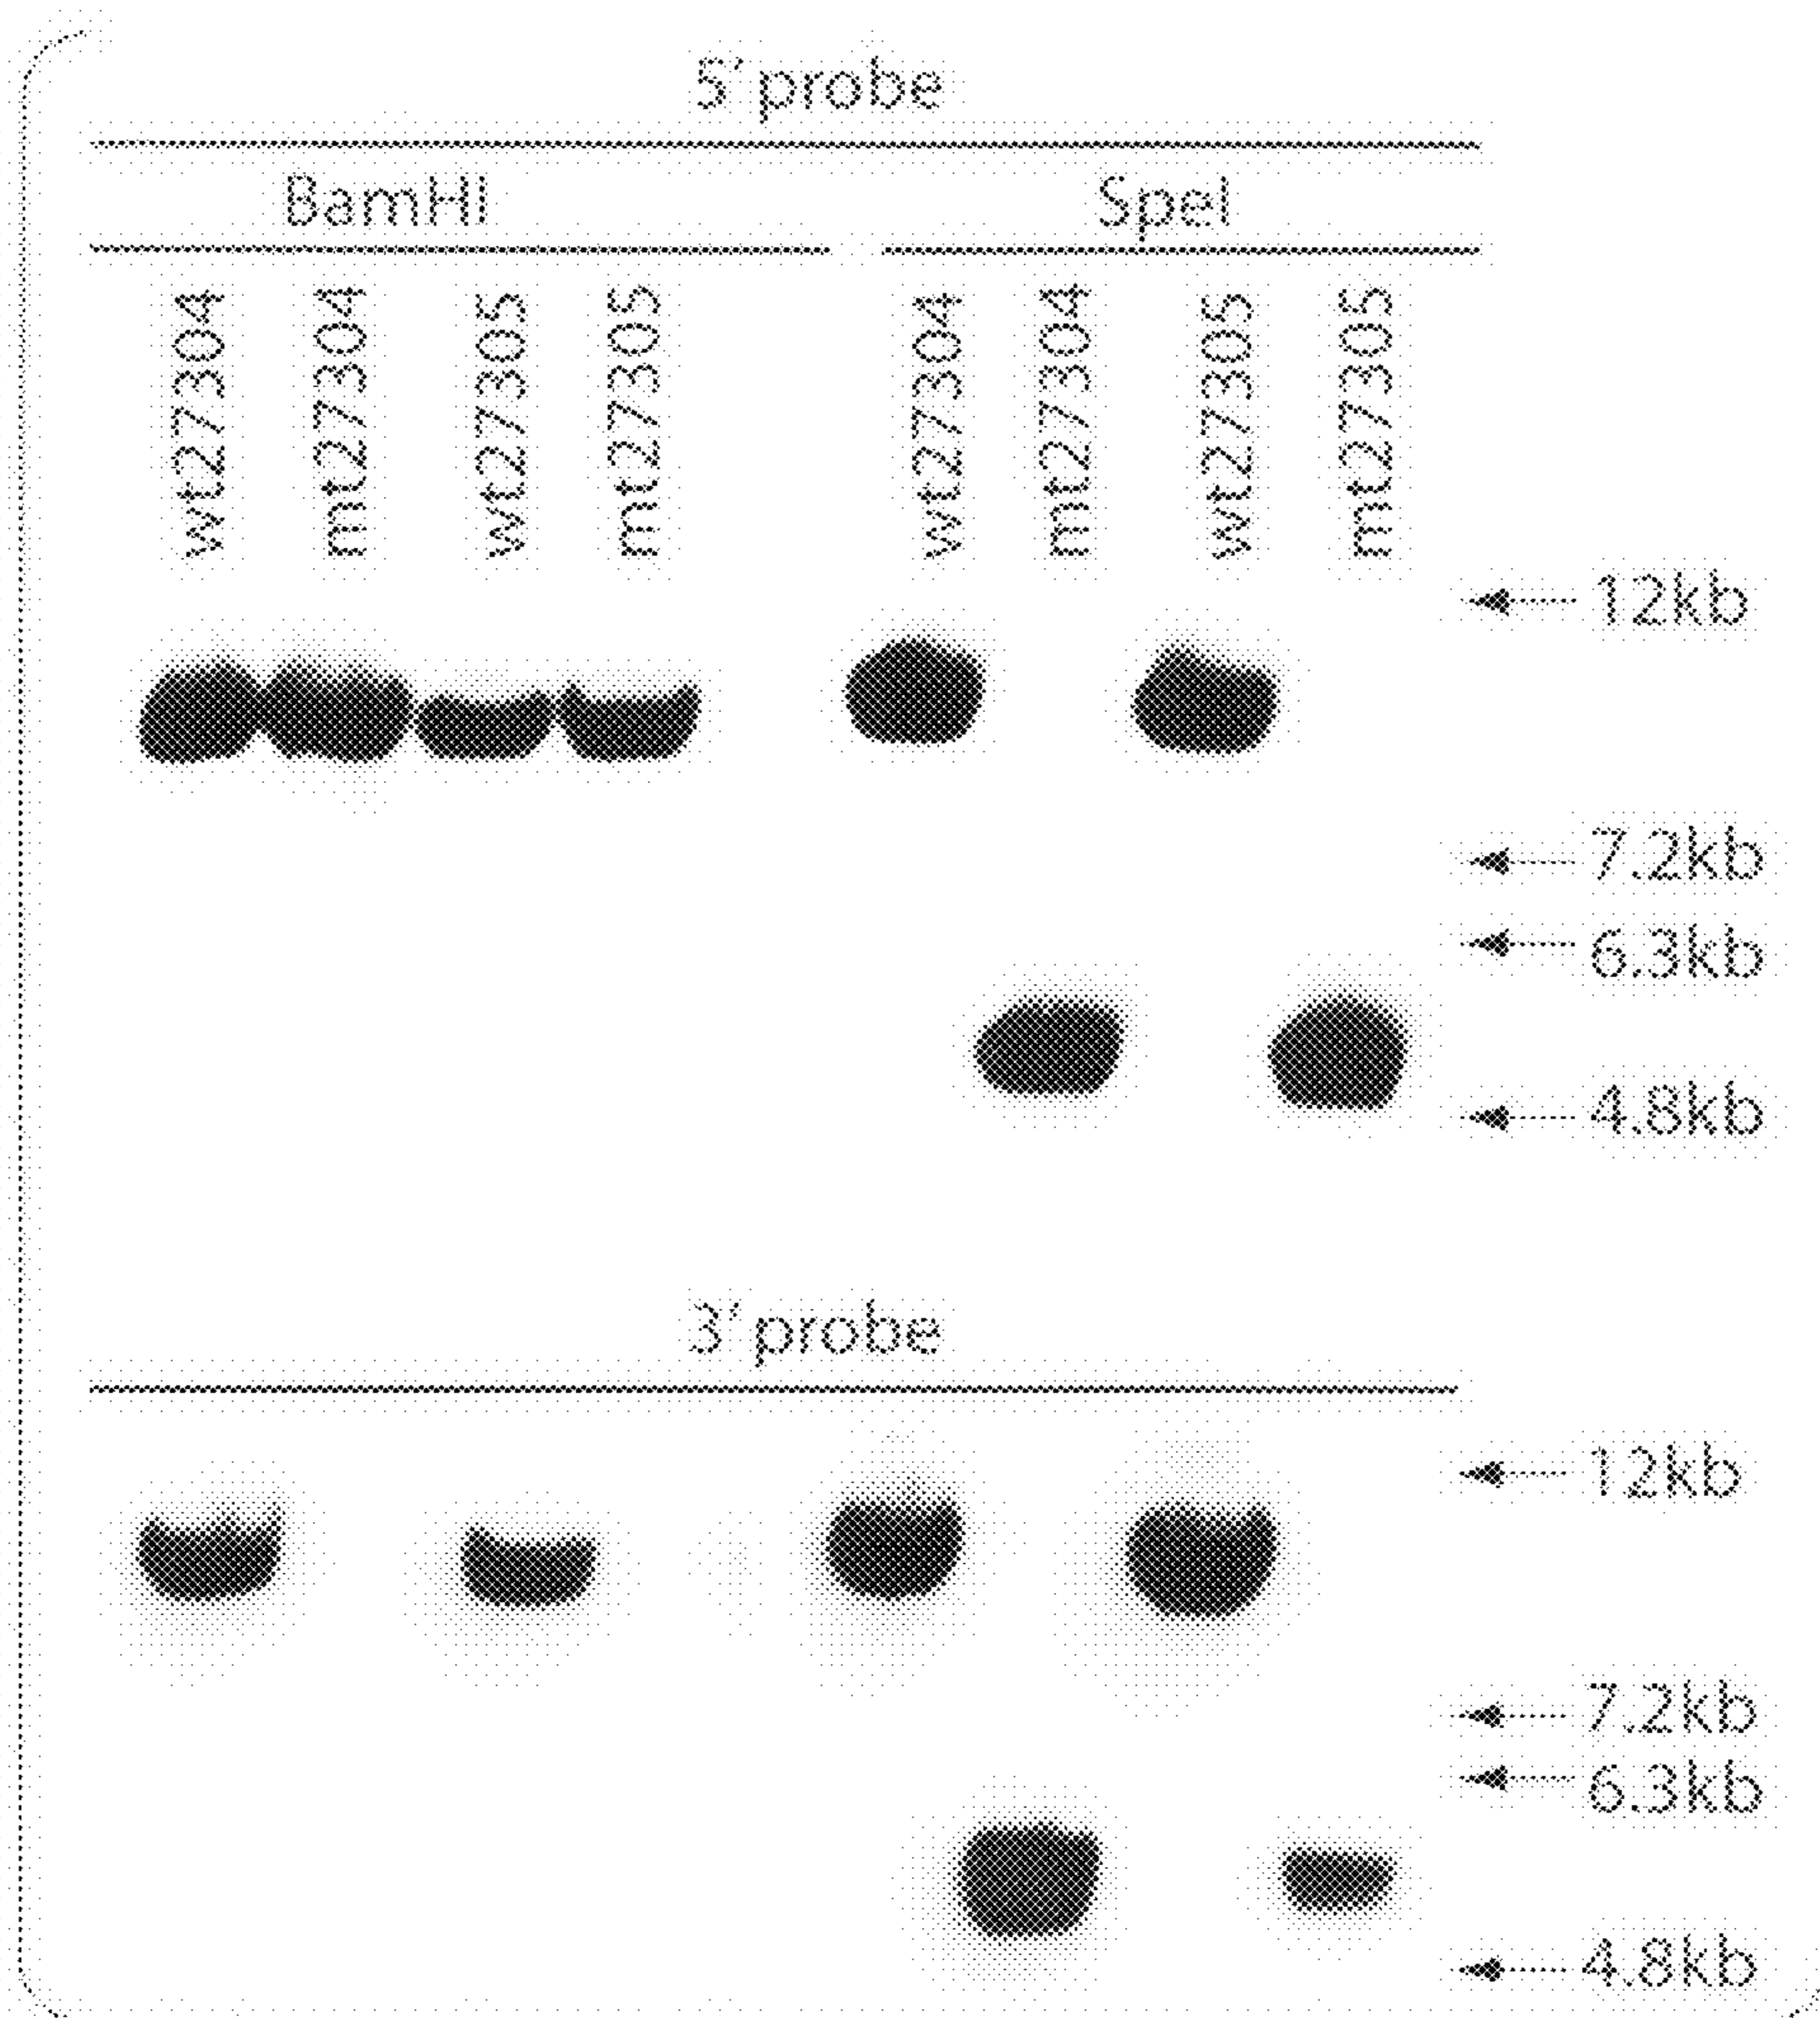 5' probe
BamHI SpeI
wt27304 mt27304 wt27305 mt27305 wt27304 mt27304 wt27305 mt27305
12kb
7.2kb
6.3kb
4.8kb
3' probe
12kb
7.2kb
6.3kb
4.8kb